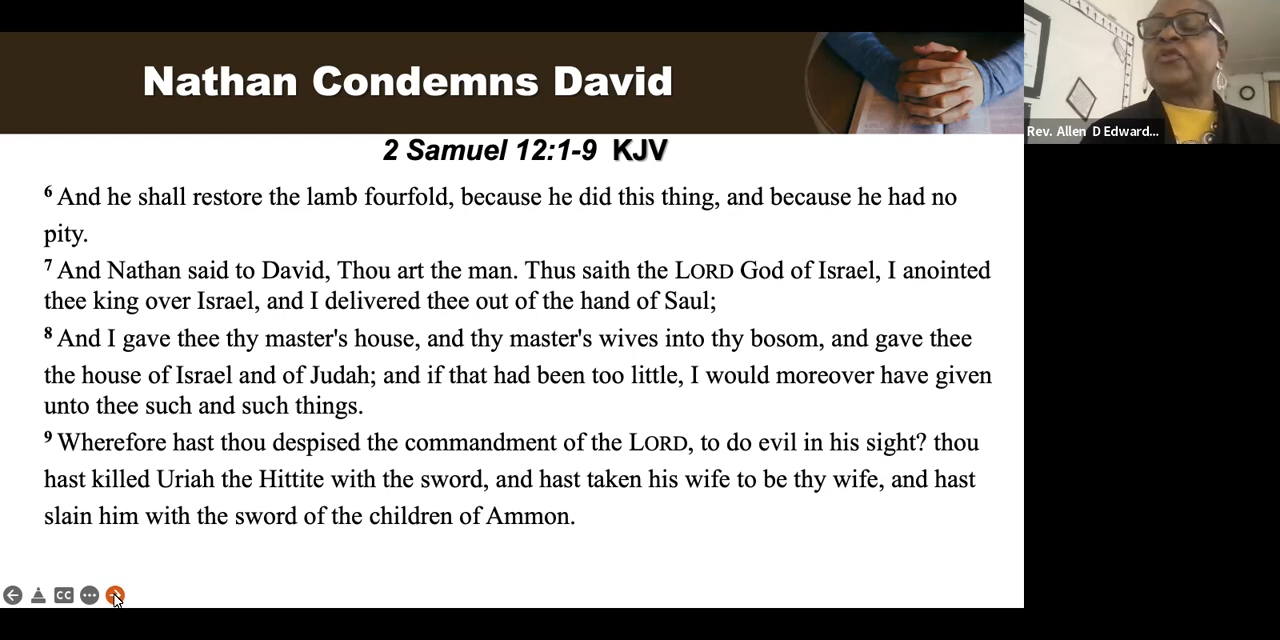 Nathan Condemns David
2 Samuel 12:1-9 KJV
6 And he shall restore the lamb fourfold, because he did this thing, and because he had no
pity.
7 And Nathan said to David, Thou art the man. Thus saith the LORD God of Israel, I anointed
thee king over Israel, and I delivered thee out of the hand of Saul;
8 And I gave thee thy master's house, and thy master's wives into thy bosom, and gave thee
the house of Israel and of Judah; and if that had been too little, I would moreover have given
unto thee such and such things.
9 Wherefore hast thou despised the commandment of the LORD, to do evil in his sight? thou
hast killed Uriah the Hittite with the sword, and hast taken his wife to be thy wife, and hast
slain him with the sword of the children of Ammon.
CC
Rev. Allen D Edward...